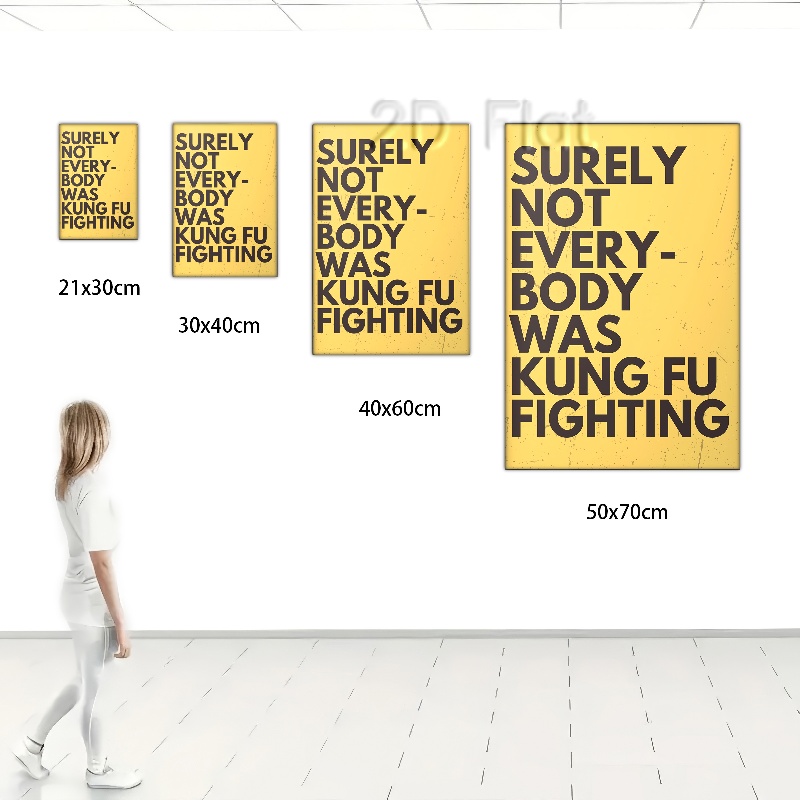 2D Flat
SURELY
NOT
EVERY-
BODY
WAS
KUNG FU
FIGHTING
21x30cm
SURELY
NOT
EVERY-
BODY
WAS
KUNG FU
FIGHTING
30x40cm
SURELY
NOT
EVERY-
BODY
WAS
KUNG FU
FIGHTING
40x60cm
SURELY
NOT
EVERY-
BODY
WAS
KUNG FU
FIGHTING
50x70cm